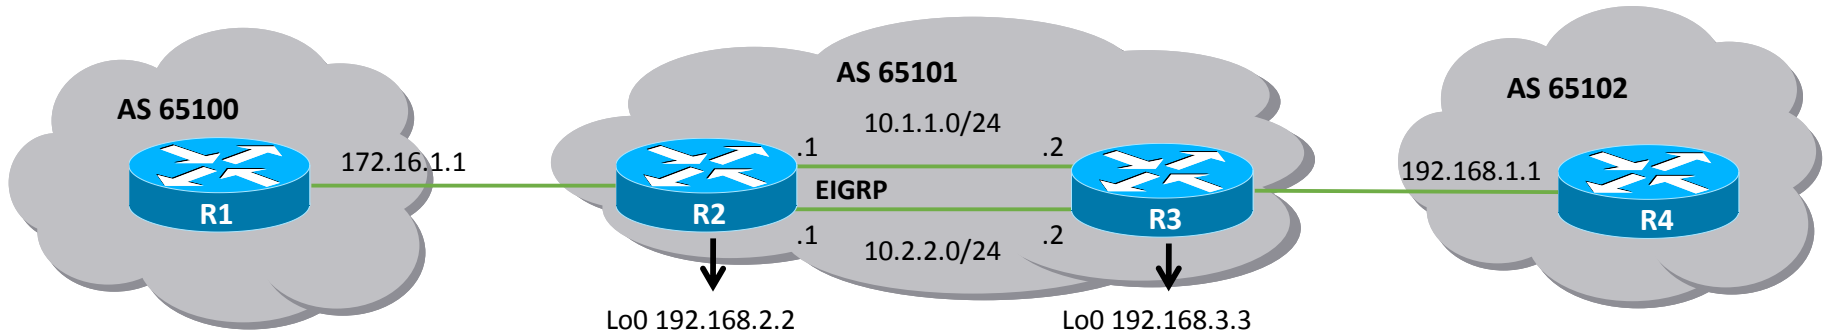 AS 65100
R1
172.16.1.1
AS 65101
10.1.1.0/24
.1
.2
R2
EIGRP
R3
.1
.2
10.2.2.0/24
Lo0 192.168.2.2
Lo0 192.168.3.3
AS 65102
192.168.1.1
R4